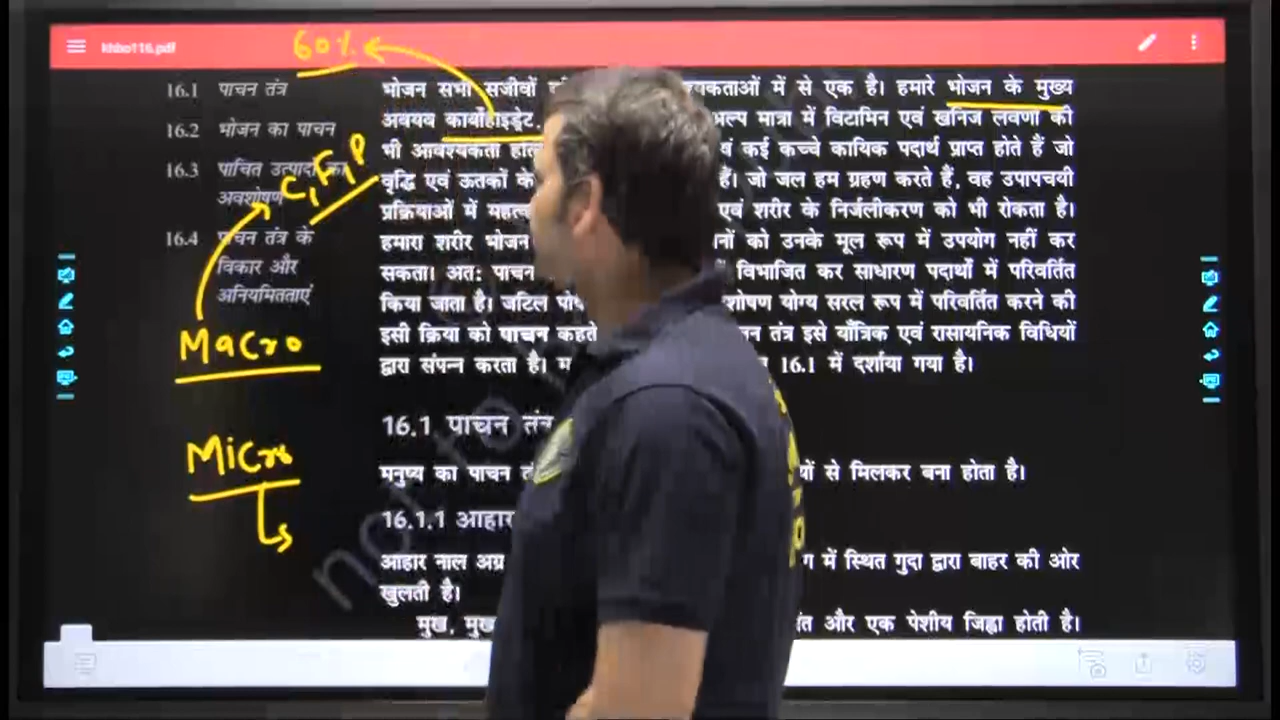 khbo116.pdf
60%
16.1 पाचन तंत्र
16.2 भोजन का पाचन
16.3 पाचित उत्पादों का
अवशोषण
16.4 पाचन तंत्र के
विकार और
अनियमितताएं
C, F, P
Macro
Micro
भोजन सभी सजीवों यकताओं में से एक है। हमारे भोजन के मुख्य
अवयव कार्बोहाइड्रेट, अल्प मात्रा में विटामिन एवं खनिज लवणों की
भी आवश्यकता होत वं कई कच्चे कायिक पदार्थ प्राप्त होते हैं जो
वृद्धि एवं ऊतकों के हैं। जो जल हम ग्रहण करते हैं, वह उपापचयी
प्रक्रियाओं में महत्व एवं शरीर के निर्जलीकरण को भी रोकता है।
हमारा शरीर भोजन नों को उनके मूल रूप में उपयोग नहीं कर
सकता। अतः पाचन में विभाजित कर साधारण पदार्थों में परिवर्तित
किया जाता है। जटिल पोष शोषण योग्य सरल रूप में परिवर्तित करने की
इसी क्रिया को पाचन कहते न तंत्र इसे याँत्रिक एवं रासायनिक विधियों
द्वारा संपन्न करता है। म 16.1 में दर्शाया गया है।
16.1 पाचन तंत्र
मनुष्य का पाचन तं यों से मिलकर बना होता है।
16.1.1 आहार
आहार नाल अग्र ग में स्थित गुदा द्वारा बाहर की ओर
खुलती है।
मुख, मुख ंत और एक पेशीय जिह्वा होती है।
not to